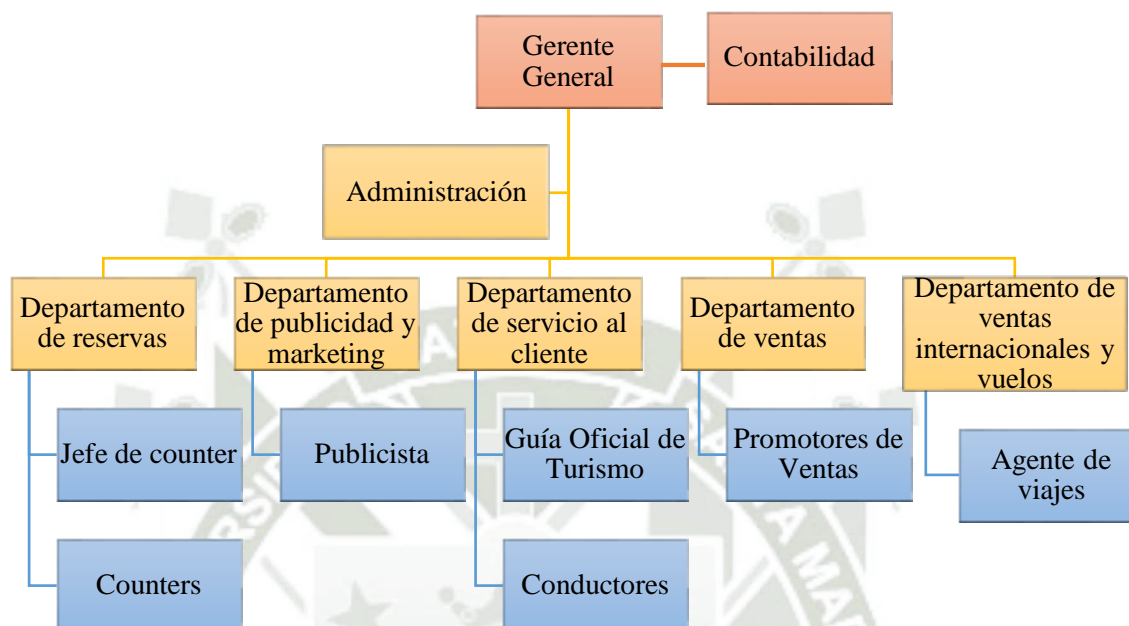 Gerente
General
Contabilidad
Administración
Departamento
de reservas
Departamento
de publicidad y
marketing
Departamento
de servicio al
cliente
Departamento
de ventas
Departamento de
ventas
internacionales y
vuelos
Jefe de counter
Publicista
Guía Oficial de
Turismo
Promotores de
Ventas
Agente de
viajes
Counters
Conductores